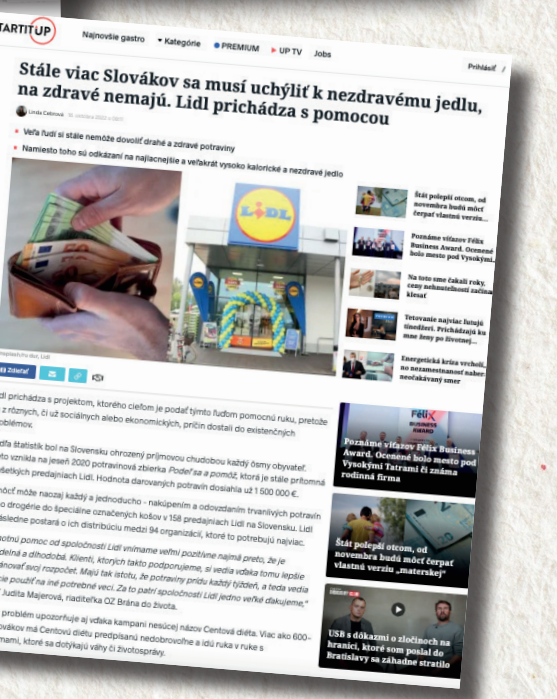 TARTITUP
Najnovšie gastro
Kategórie
PREMIUM
UP TV
Jobs
Prihlásiť
Stále viac Slovákov sa musí uchýliť k nezdravému jedlu,
na zdravé nemajú. Lidl prichádza s pomocou
Linda Cebrová
Veľa ľudí si stále nemôže dovoliť drahé a zdravé potraviny
Namiesto toho sú odkázaní na najlacnejšie a veľakrát vysoko kalorické a nezdravé jedlo
LIDL
Štát polepší otcom, od
novembra budú môcť
čerpať vlastnú verziu...
Poznáme víťazov Félix
Business Award. Ocenené
bolo mesto pod Vysokými
Na toto sme čakali roky,
ceny nehnuteľností začína
klesať
Tetovanie najviac ľutujú
tínedžeri. Prichádzajú ku
mne ženy po životnej...
Energetická kríza vrcholí,
no nezamestnanosť naber
neočakávaný smer
Zdieľať
dl prichádza s projektom, ktorého cieľom je podať týmto ľuďom pomocnú ruku, pretože
z rôznych, či už sociálnych alebo ekonomických, príčin dostali do existenčných
oblémov.
dľa štatistík bol na Slovensku ohrozený príjmovou chudobou každý ôsmy obyvateľ.
to vznikla na jeseň 2020 potravinová zbierka Podeľ sa a pomôž, ktorá je stále prítomná
šetkých predajniach Lidl. Hodnota darovaných potravín dosiahla už 1 500 000 €.
ôcť môže naozaj každý a jednoducho - nakúpením a odovzdaním trvanlivých potravín
o drogérie do špeciálne označených košov v 158 predajniach Lidl na Slovensku. Lidl
ásledne postará o ich distribúciu medzi 94 organizácií, ktoré to potrebujú najviac.
notnú pomoc od spoločnosti Lidl vnímame veľmi pozitívne najmä preto, že je
delná a dlhodobá. Klienti, ktorých takto podporujeme, si vedia vďaka tomu lepšie
ánovať svoj rozpočet. Majú tak istotu, že potraviny prídu každý týždeň, a teda vedia
cie použiť na iné potrebné veci. Za to patrí spoločnosti Lidl jedno veľké ďakujeme,"
Judita Majerová, riaditeľka OZ Brána do života.
problém upozorňuje aj vďaka kampani nesúcej názov Centová diéta. Viac ako 600-
ovákov má Centovú diétu predpísanú nedobrovoľne a idú ruka v ruke s
mami, ktoré sa dotýkajú váhy či životosprávy.
Félix
BUSINESS
AWARD
Poznáme víťazov Félix Business
Award. Ocenené bolo mesto pod
Vysokými Tatrami či známa
rodinná firma
Štát polepší otcom, od
novembra budú môcť čerpať
vlastnú verziu „materskej"
USB s dôkazmi o zločinoch na
hranici, ktoré som poslal do
Bratislavy sa záhadne stratilo